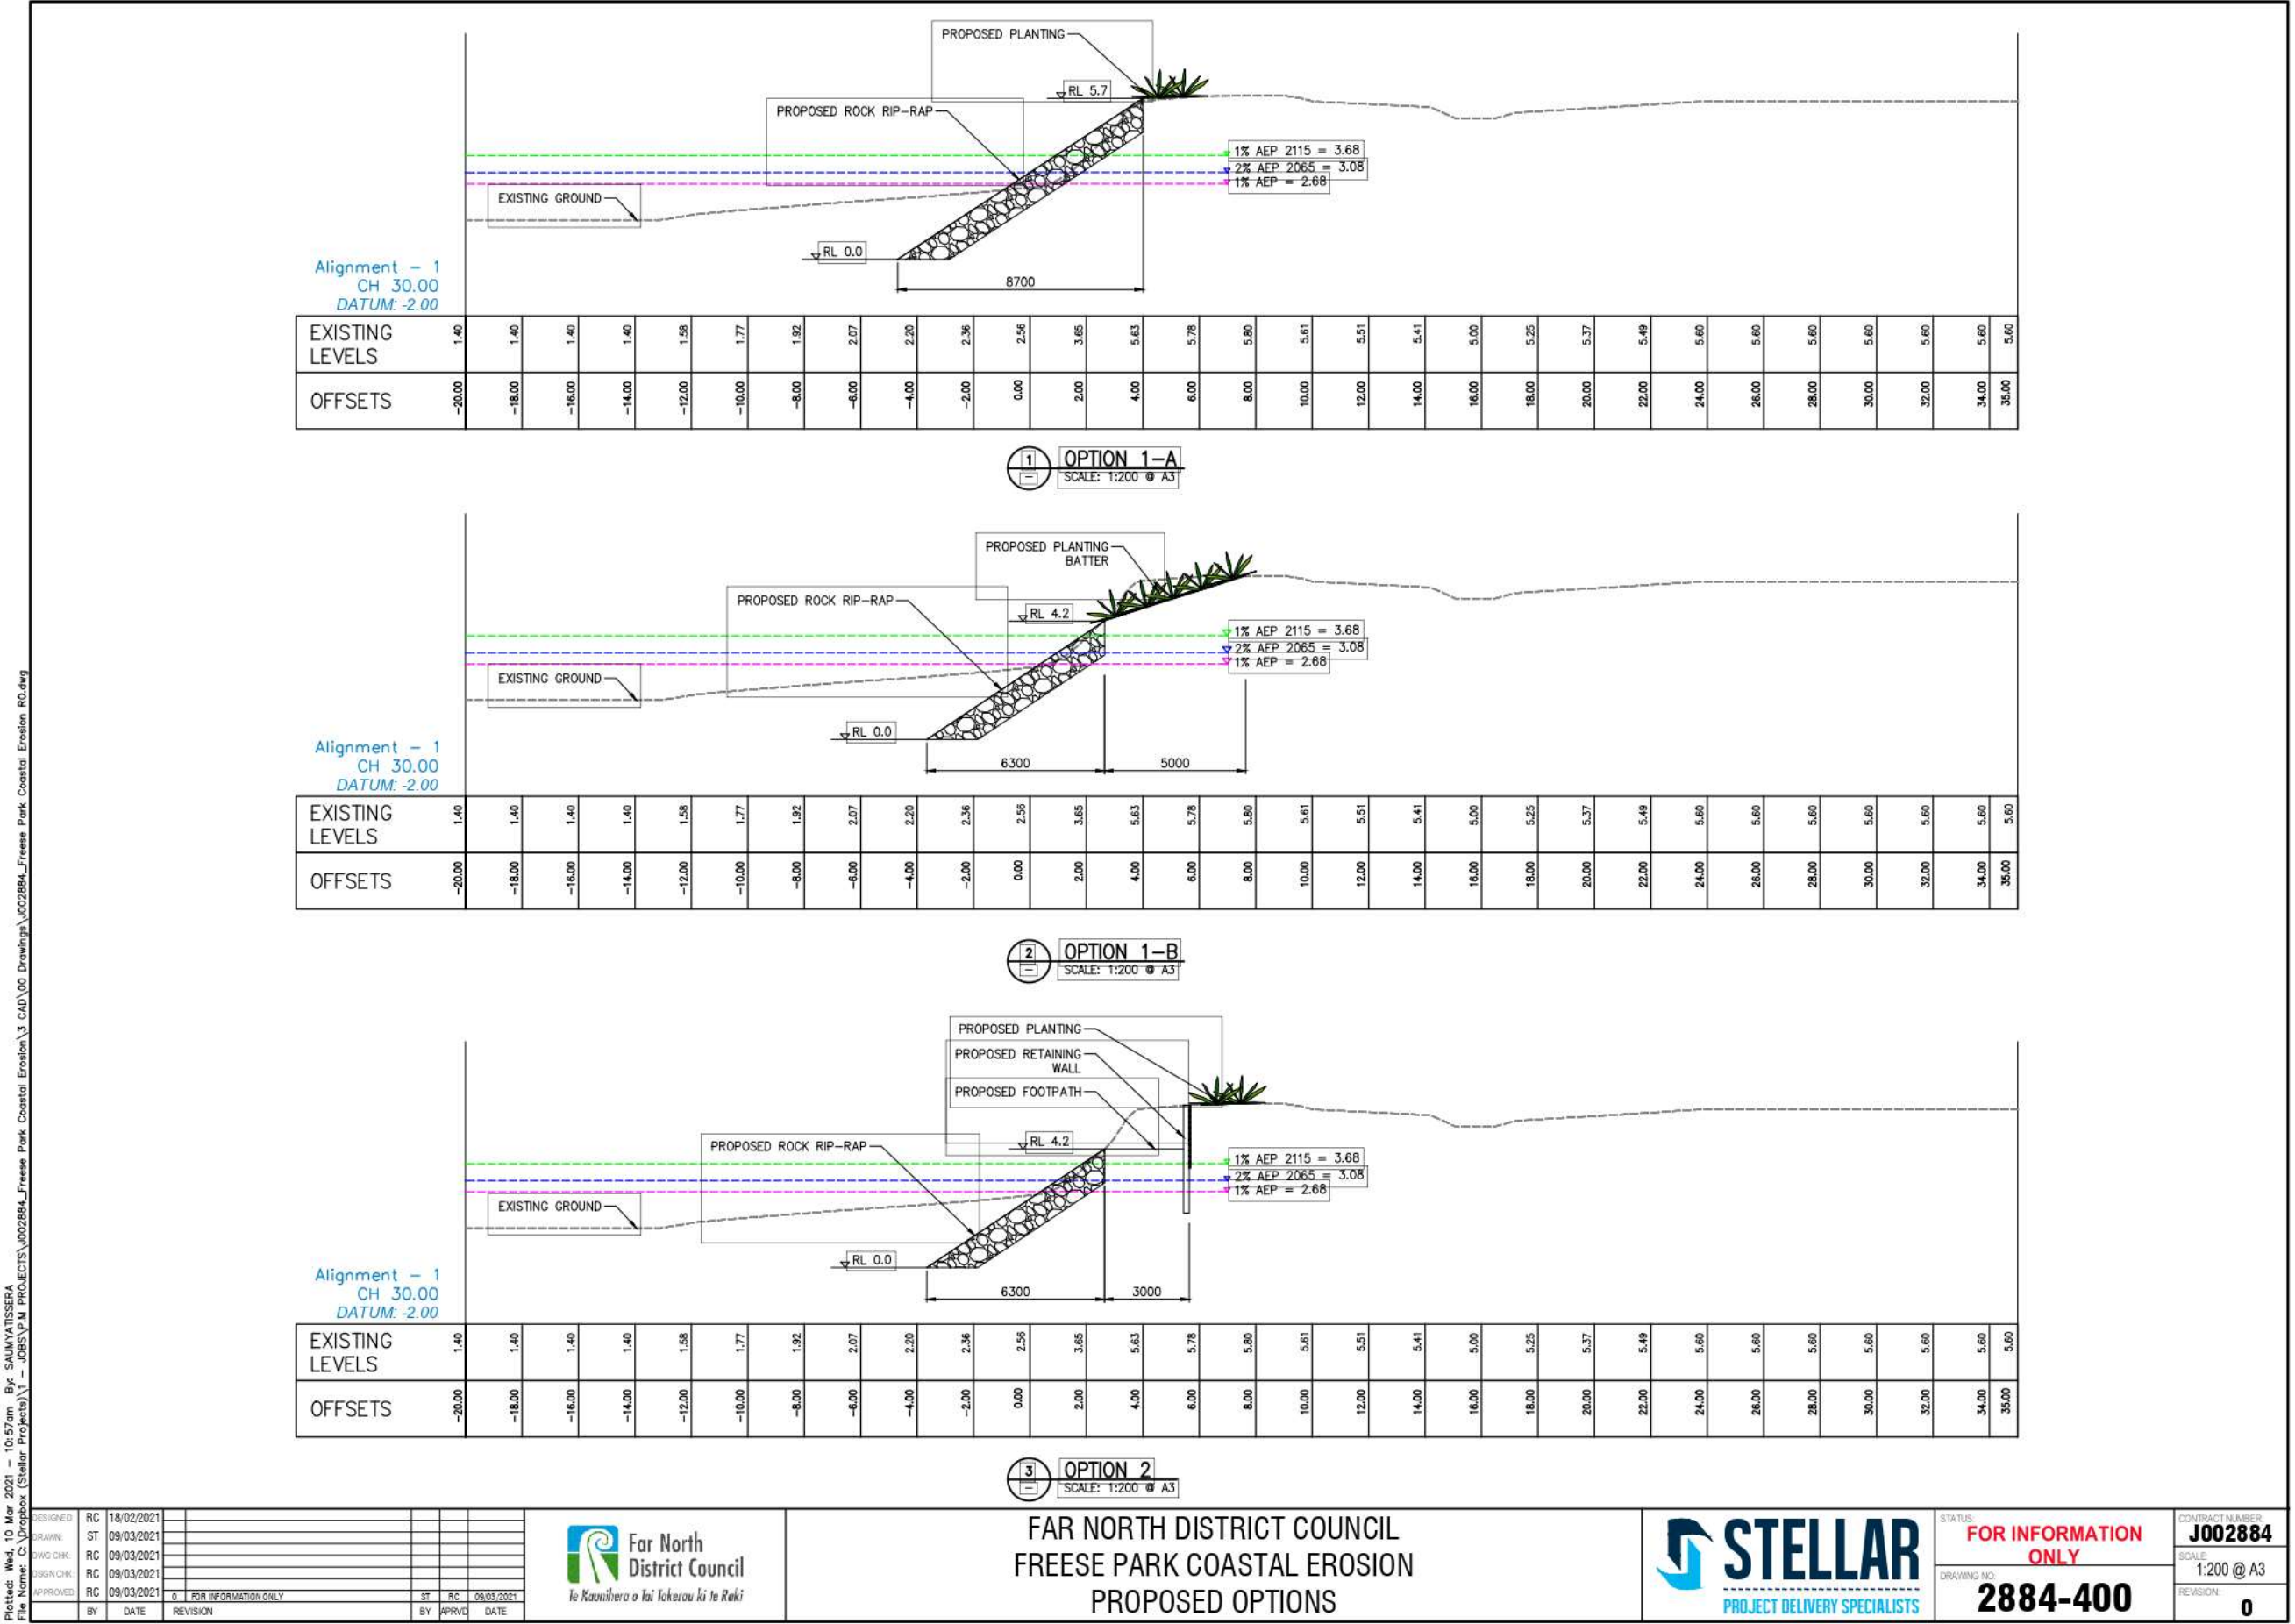 PROPOSED PLANTING
RL 5.7
PROPOSED ROCK RIP-RAP
1% AEP 2115 = 3.68
2% AEP 2065 = 3.08
1% AEP = 2.68
EXISTING GROUND
RL 0.0
Alignment - 1
CH 30.00
DATUM: -2.00
8700
EXISTING LEVELS 1.40 1.40 1.40 1.40 1.58 1.77 1.92 2.07 2.20 2.36 2.56 3.65 5.63 5.78 5.80 5.61 5.51 5.41 5.00 5.25 5.37 5.49 5.60 5.60 5.60 5.60 5.60 5.60 5.60
OFFSETS -20.00 -18.00 -16.00 -14.00 -12.00 -10.00 -8.00 -6.00 -4.00 -2.00 0.00 2.00 4.00 6.00 8.00 10.00 12.00 14.00 16.00 18.00 20.00 22.00 24.00 26.00 28.00 30.00 32.00 34.00 35.00
1
-
OPTION 1-A
SCALE: 1:200 @ A3
PROPOSED PLANTING
BATTER
PROPOSED ROCK RIP-RAP
RL 4.2
1% AEP 2115 = 3.68
2% AEP 2065 = 3.08
1% AEP = 2.68
EXISTING GROUND
RL 0.0
Alignment - 1
CH 30.00
DATUM: -2.00
6300 5000
EXISTING LEVELS 1.40 1.40 1.40 1.40 1.58 1.77 1.92 2.07 2.20 2.36 2.56 3.65 5.63 5.78 5.80 5.61 5.51 5.41 5.00 5.25 5.37 5.49 5.60 5.60 5.60 5.60 5.60 5.60 5.60
OFFSETS -20.00 -18.00 -16.00 -14.00 -12.00 -10.00 -8.00 -6.00 -4.00 -2.00 0.00 2.00 4.00 6.00 8.00 10.00 12.00 14.00 16.00 18.00 20.00 22.00 24.00 26.00 28.00 30.00 32.00 34.00 35.00
2
-
OPTION 1-B
SCALE: 1:200 @ A3
PROPOSED PLANTING
PROPOSED RETAINING
WALL
PROPOSED FOOTPATH
PROPOSED ROCK RIP-RAP
RL 4.2
1% AEP 2115 = 3.68
2% AEP 2065 = 3.08
1% AEP = 2.68
EXISTING GROUND
RL 0.0
Alignment - 1
CH 30.00
DATUM: -2.00
6300 3000
EXISTING LEVELS 1.40 1.40 1.40 1.40 1.58 1.77 1.92 2.07 2.20 2.36 2.56 3.65 5.63 5.78 5.80 5.61 5.51 5.41 5.00 5.25 5.37 5.49 5.60 5.60 5.60 5.60 5.60 5.60 5.60
OFFSETS -20.00 -18.00 -16.00 -14.00 -12.00 -10.00 -8.00 -6.00 -4.00 -2.00 0.00 2.00 4.00 6.00 8.00 10.00 12.00 14.00 16.00 18.00 20.00 22.00 24.00 26.00 28.00 30.00 32.00 34.00 35.00
3
-
OPTION 2
SCALE: 1:200 @ A3
Plotted: Wed, 10 Mar 2021 - 10:57am By: SAUMYATISSERA
File Name: C:\Dropbox (Stellar Projects)\1 - JOBS\P.M PROJECTS\J002884_Freese Park Coastal Erosion\3 CAD\00 Drawings\J002884_Freese Park Coastal Erosion R0.dwg
DESIGNED: RC 18/02/2021
DRAWN: ST 09/03/2021
DWG CHK: RC 09/03/2021
DSGN CHK: RC 09/03/2021
APPROVED: RC 09/03/2021 0 FOR INFORMATION ONLY ST RC 09/03/2021
BY DATE REVISION BY APRVD DATE
Far North
District Council
Te Kaunihera o Tai Tokerau ki te Raki
FAR NORTH DISTRICT COUNCIL
FREESE PARK COASTAL EROSION
PROPOSED OPTIONS
STELLAR
PROJECT DELIVERY SPECIALISTS
STATUS:
FOR INFORMATION
ONLY
DRAWING NO:
2884-400
CONTRACT NUMBER:
J002884
SCALE:
1:200 @ A3
REVISION:
0